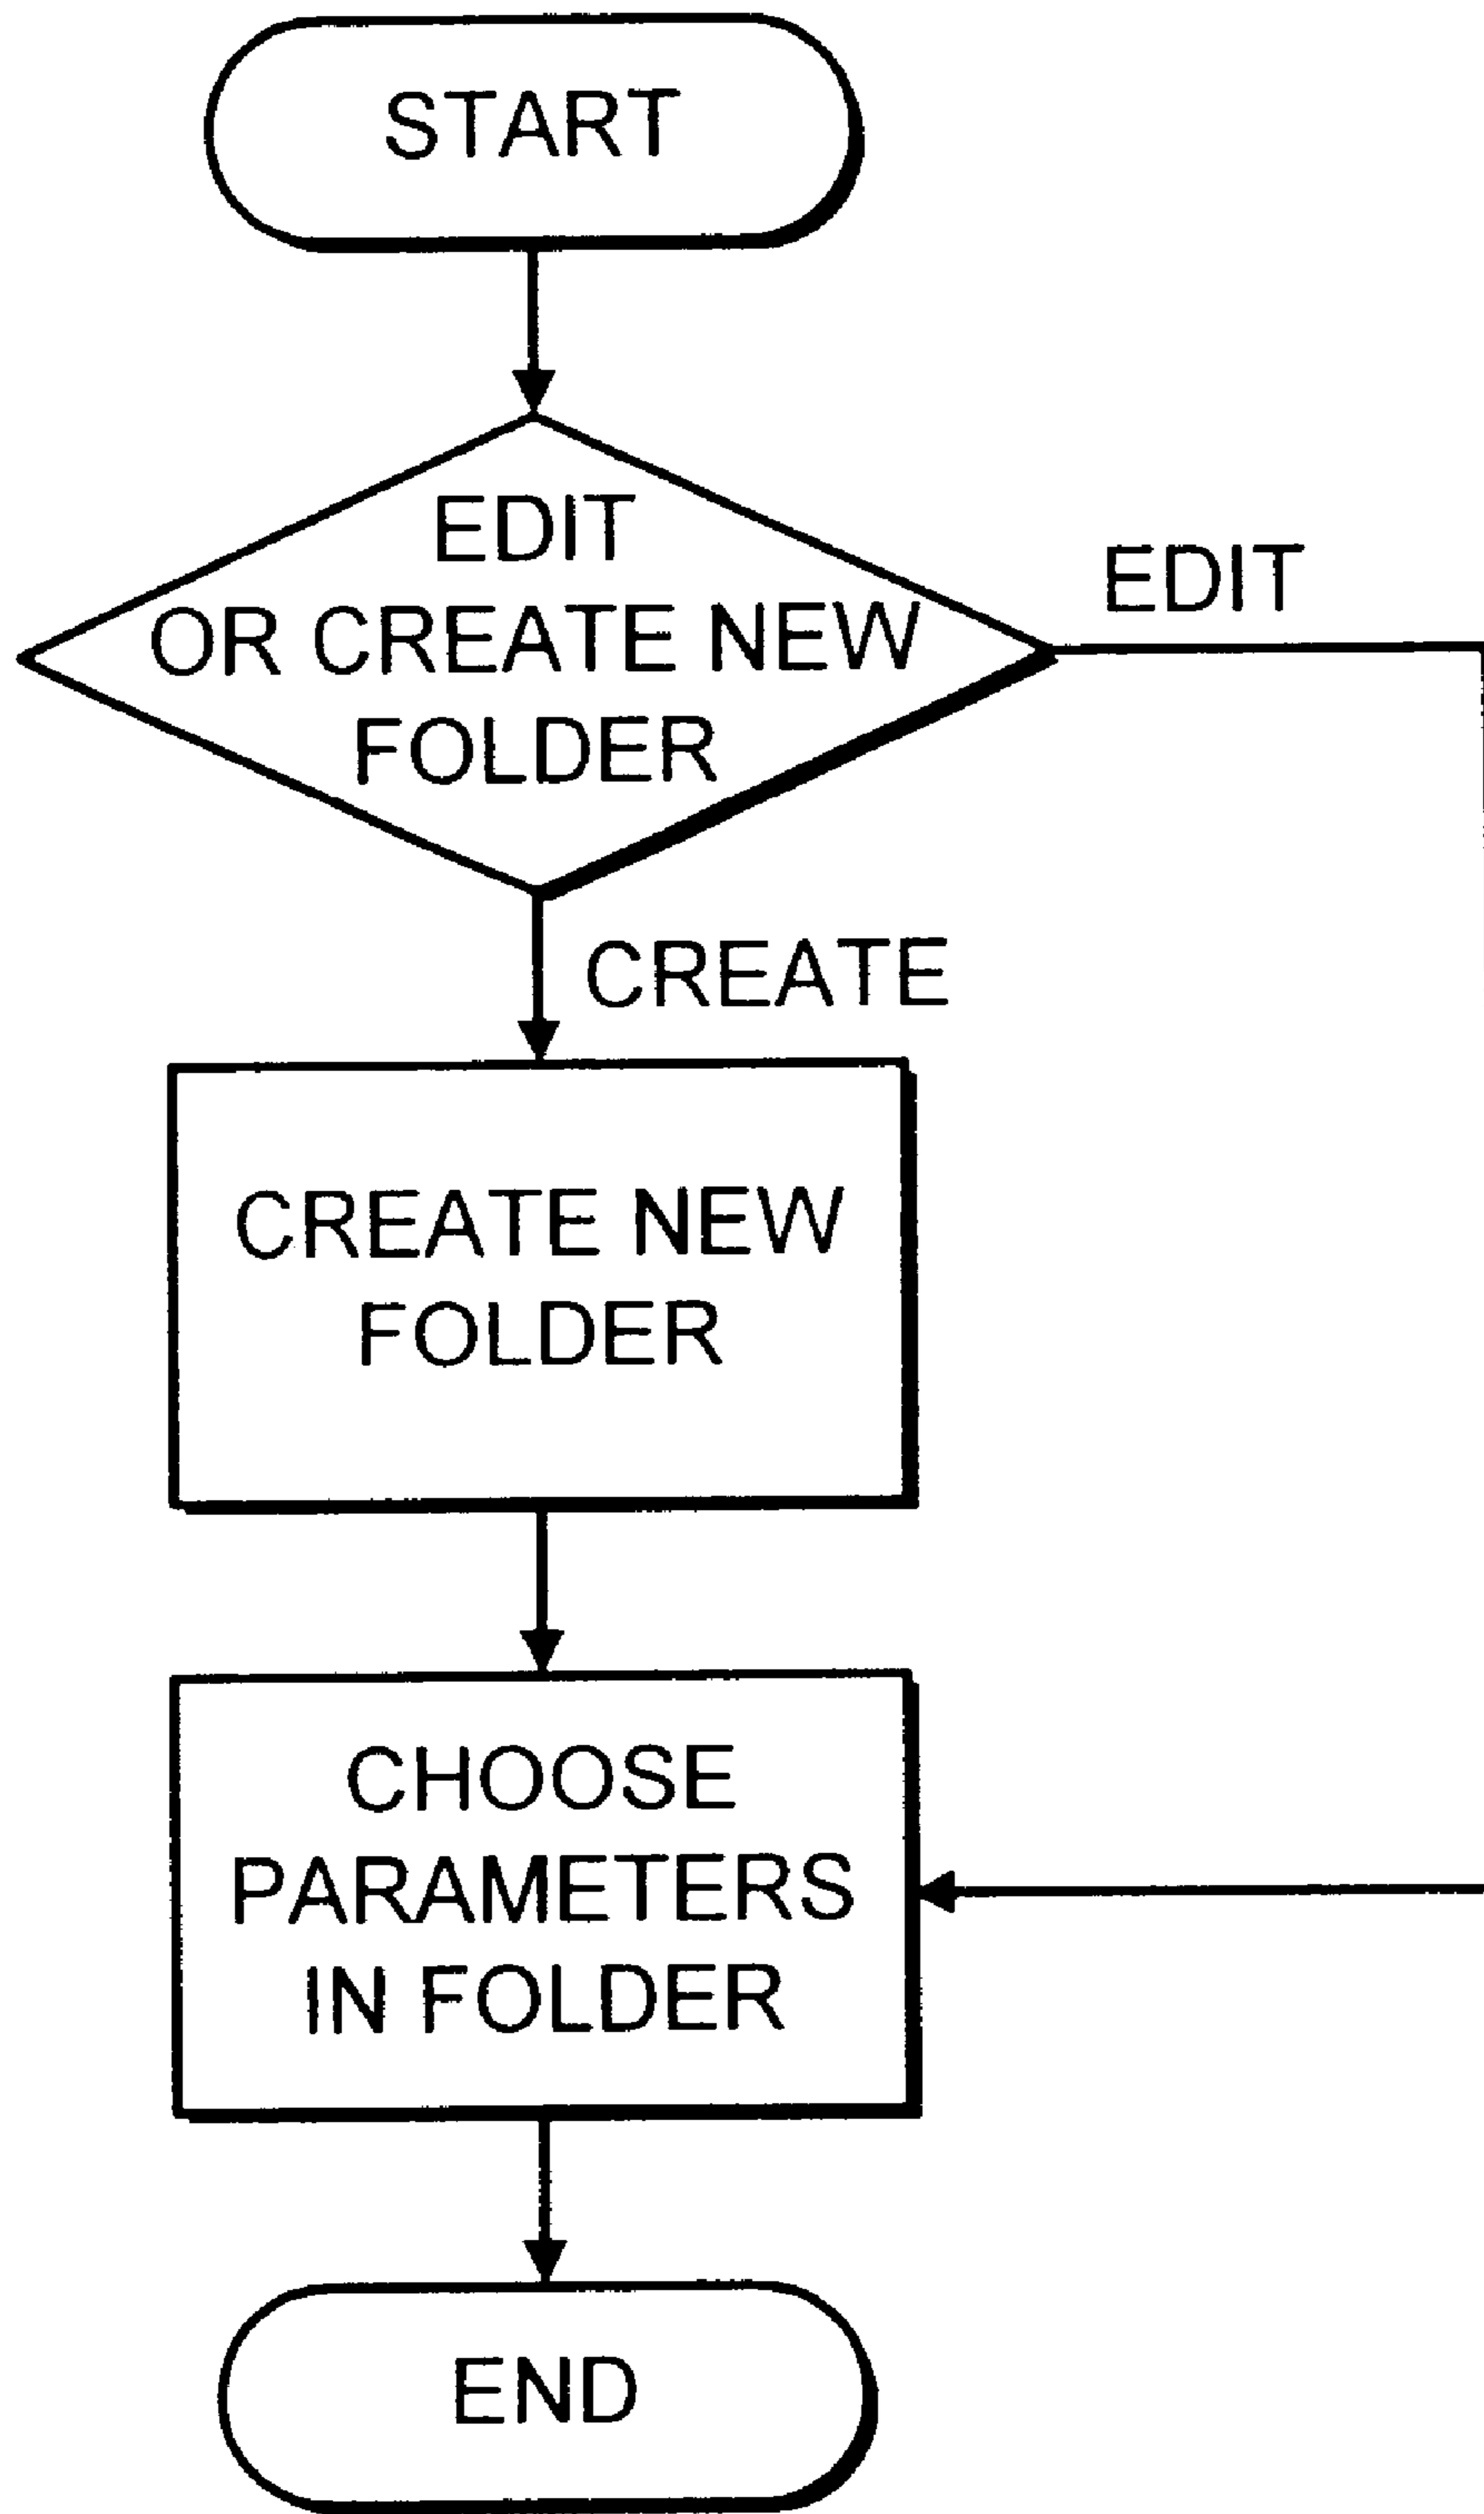 START
EDIT
OR CREATE NEW
FOLDER
EDIT
CREATE
CREATE NEW
FOLDER
CHOOSE
PARAMETERS
IN FOLDER
END